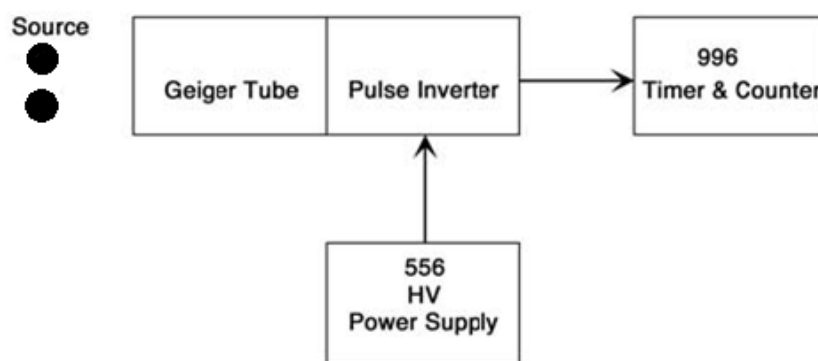 Source
Geiger Tube
Pulse Inverter
996
Timer & Counter
556
HV
Power Supply